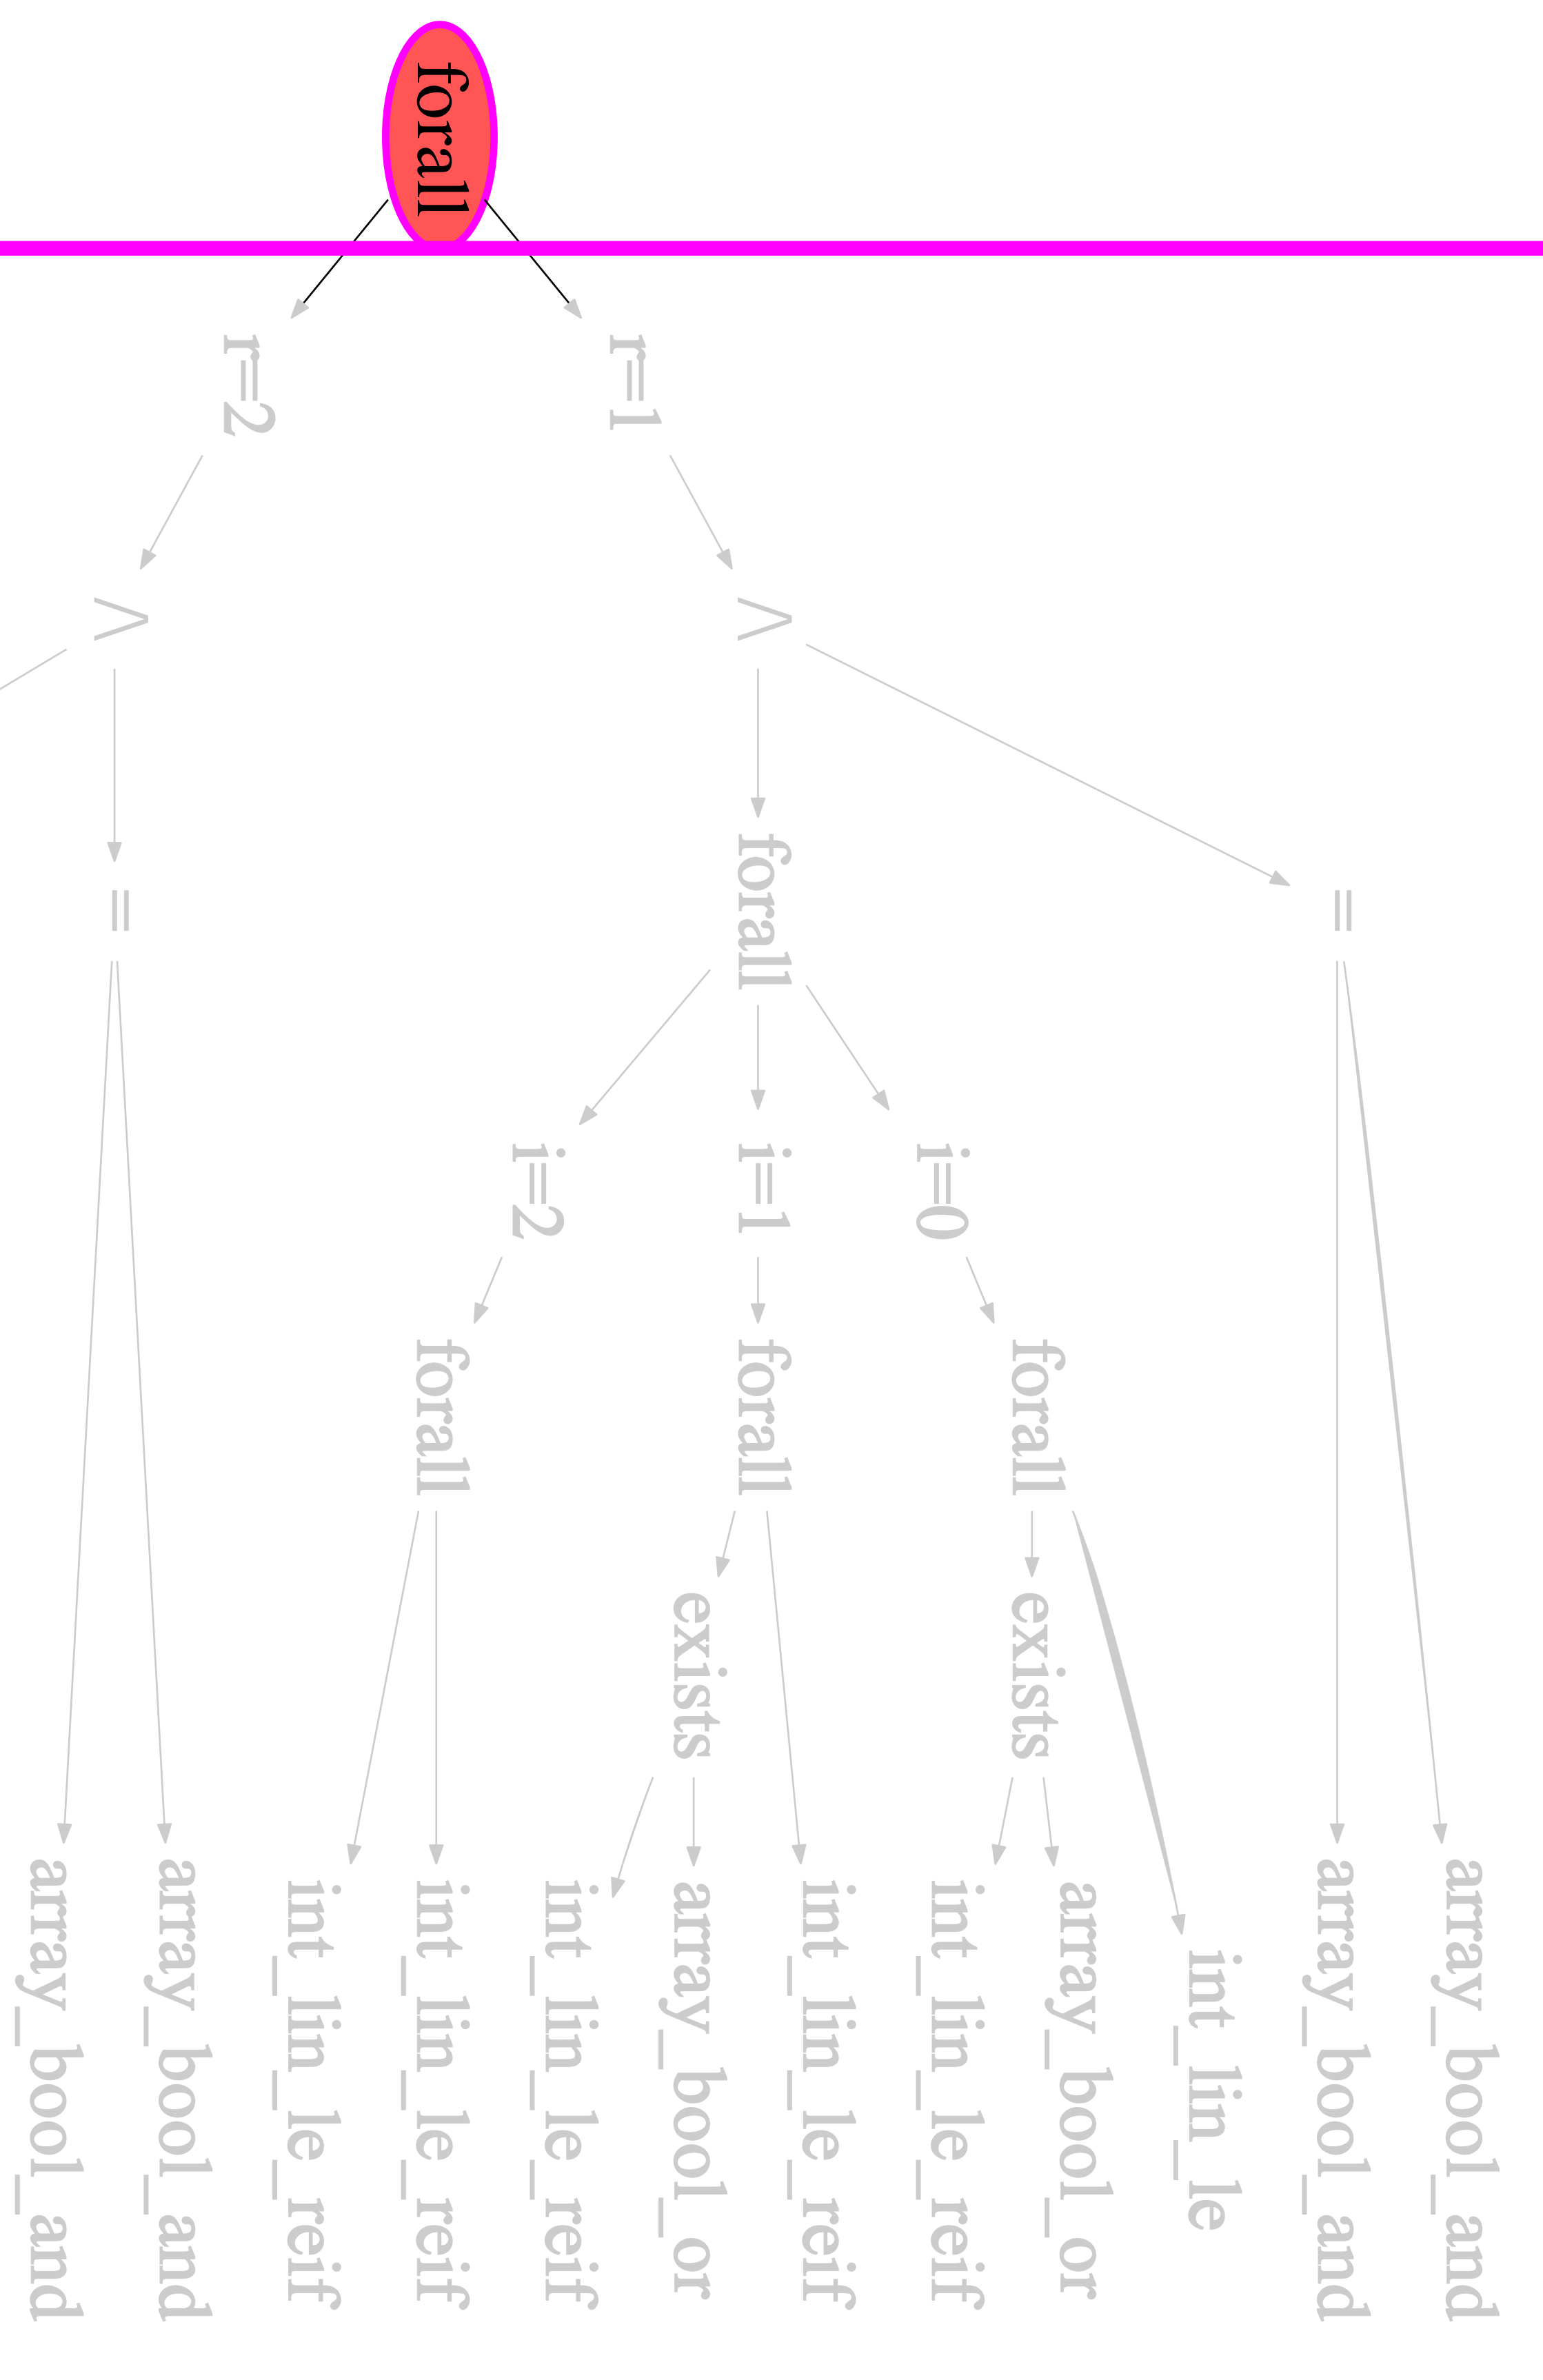 forall
r=2
r=1
∧
∧
=
forall
=
i=2
i=1
i=0
forall
forall
forall
exists
exists
array_bool_and
array_bool_and
int_lin_le_reif
int_lin_le_reif
int_lin_le_reif
array_bool_or
int_lin_le_reif
int_lin_le_reif
array_bool_or
int_lin_le
array_bool_and
array_bool_and